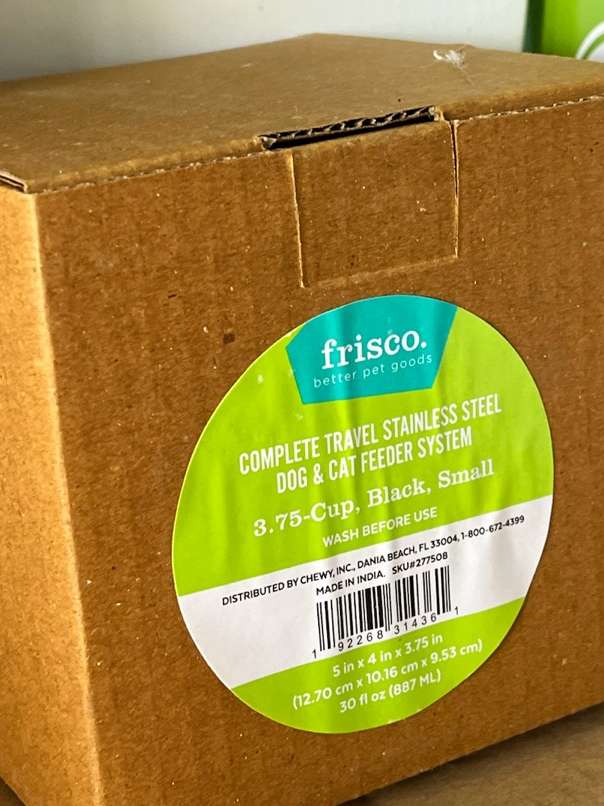 frisco.
better pet goods
COMPLETE TRAVEL STAINLESS STEEL
DOG & CAT FEEDER SYSTEM
3.75-Cup, Black, Small
WASH BEFORE USE
DISTRIBUTED BY CHEWY, INC., DANIA BEACH, FL 33004, 1-800-672-4399
MADE IN INDIA. SKU#277508
1 92268 31436 1
5 in x 4 in x 3.75 in
(12.70 cm x 10.16 cm x 9.53 cm)
30 fl oz (887 ML)